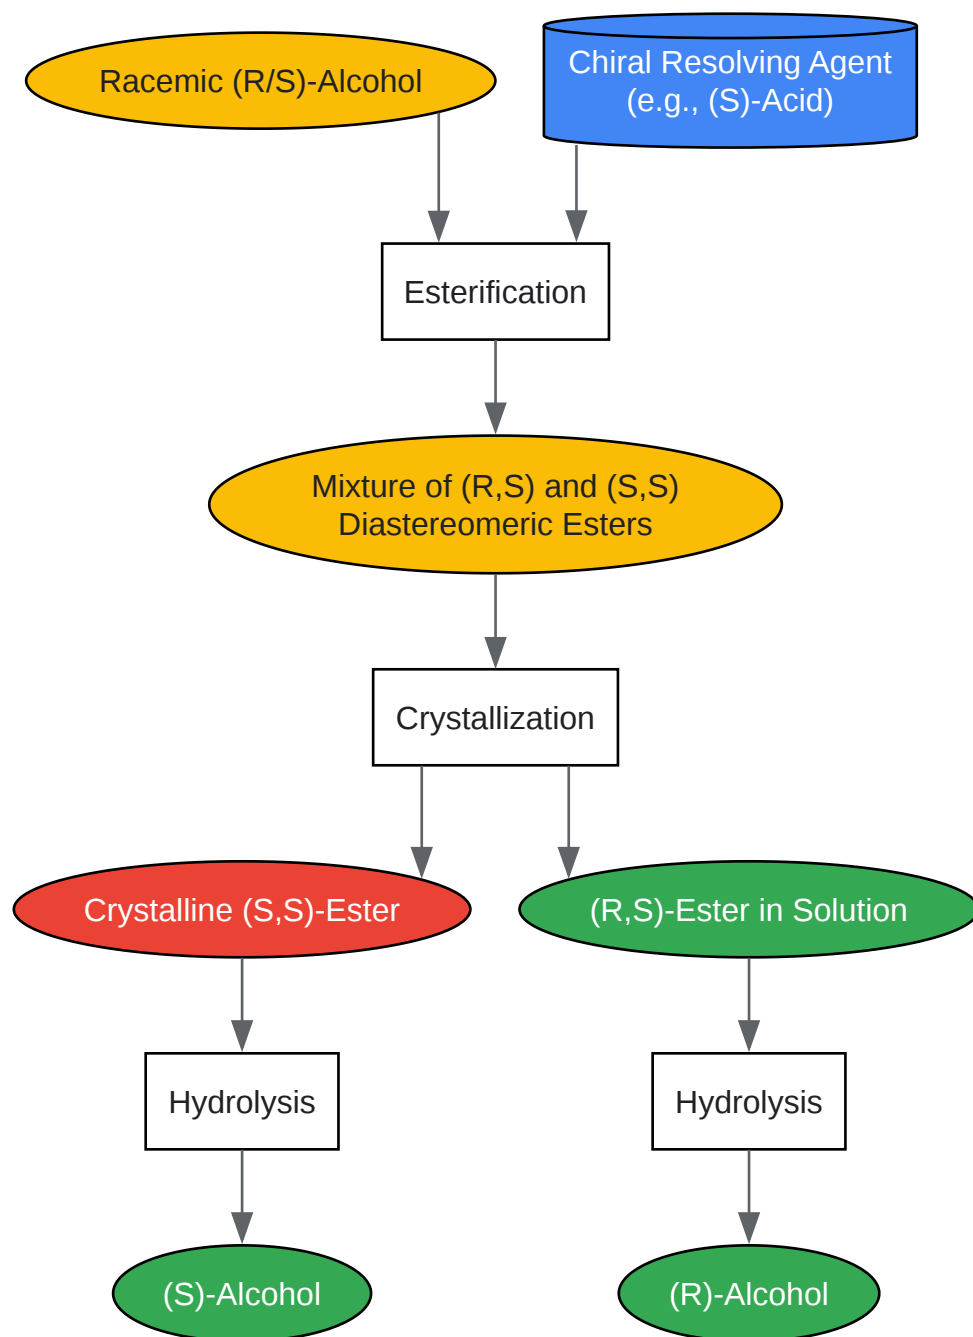 Racemic (R/S)-Alcohol
Chiral Resolving Agent
(e.g., (S)-Acid)
Esterification
Mixture of (R,S) and (S,S)
Diastereomeric Esters
Crystallization
Crystalline (S,S)-Ester
(R,S)-Ester in Solution
Hydrolysis
Hydrolysis
(S)-Alcohol
(R)-Alcohol